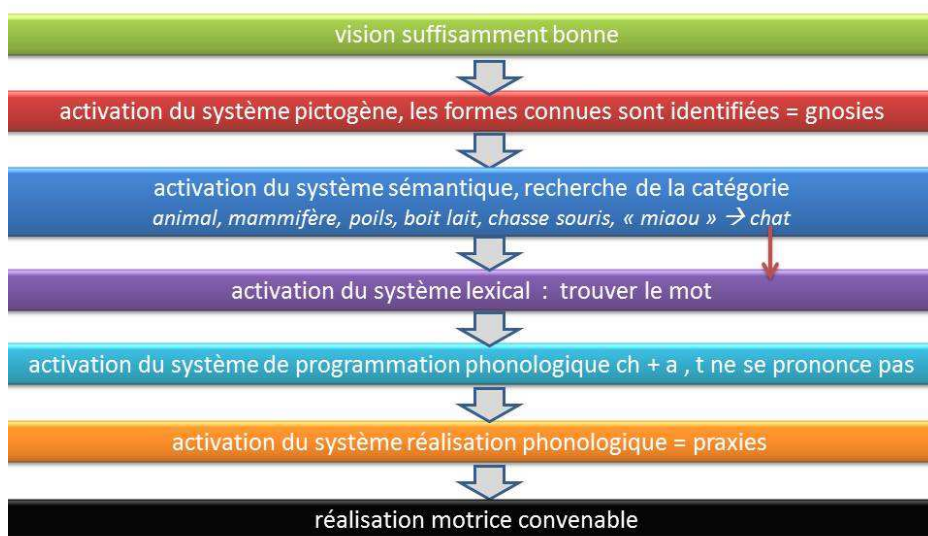 vision suffisamment bonne
activation du système pictogène, les formes connues sont identifiées = gnosies
activation du système sémantique, recherche de la catégorie
animal, mammifère, poils, boit lait, chasse souris, « miaou » → chat
activation du système lexical : trouver le mot
activation du système de programmation phonologique ch + a , t ne se prononce pas
activation du système réalisation phonologique = praxies
réalisation motrice convenable